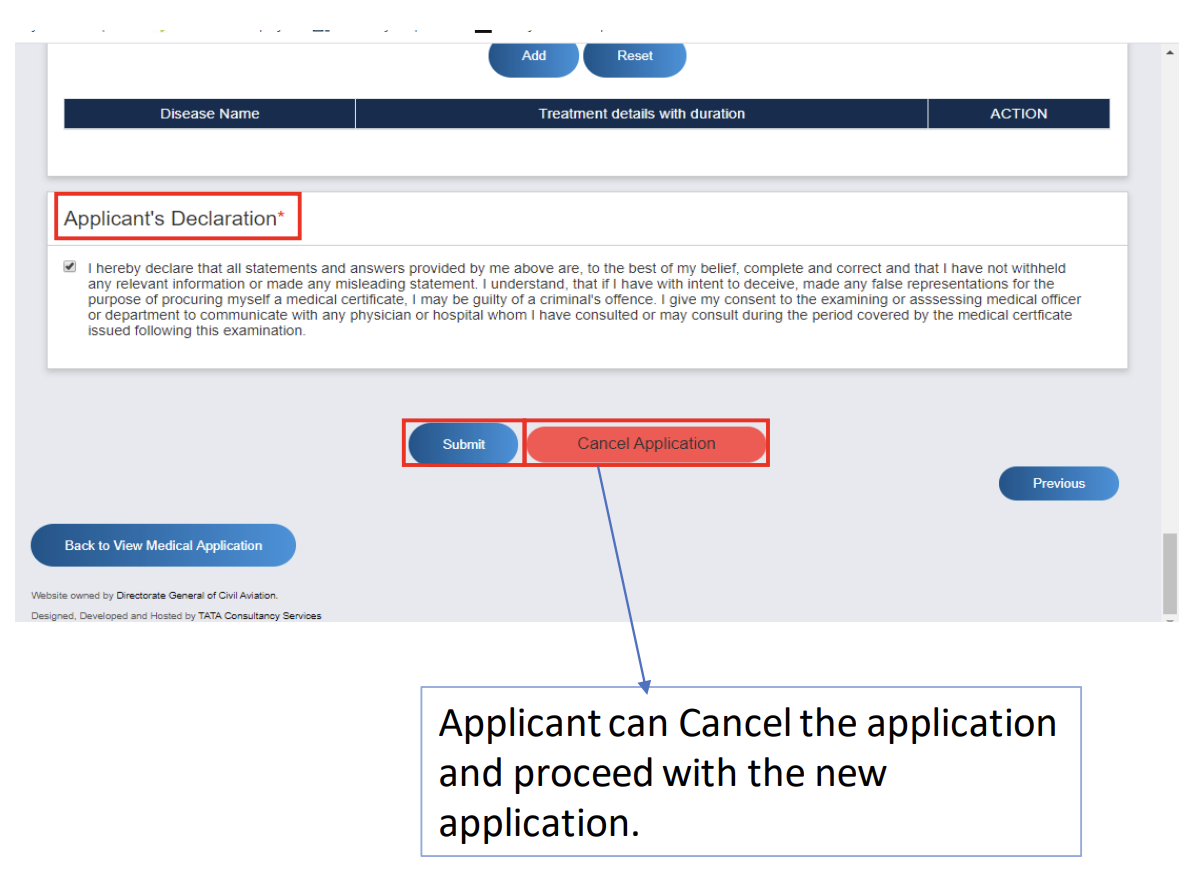 Add Reset
Disease Name Treatment details with duration ACTION
Applicant's Declaration*
I hereby declare that all statements and answers provided by me above are, to the best of my belief, complete and correct and that I have not withheld
any relevant information or made any misleading statement. I understand, that if I have with intent to deceive, made any false representations for the
purpose of procuring myself a medical certificate, I may be guilty of a criminal's offence. I give my consent to the examining or asssessing medical officer
or department to communicate with any physician or hospital whom I have consulted or may consult during the period covered by the medical certficate
issued following this examination.
Submit Cancel Application
Previous
Back to View Medical Application
Website owned by Directorate General of Civil Aviation.
Designed, Developed and Hosted by TATA Consultancy Services
Applicant can Cancel the application
and proceed with the new
application.